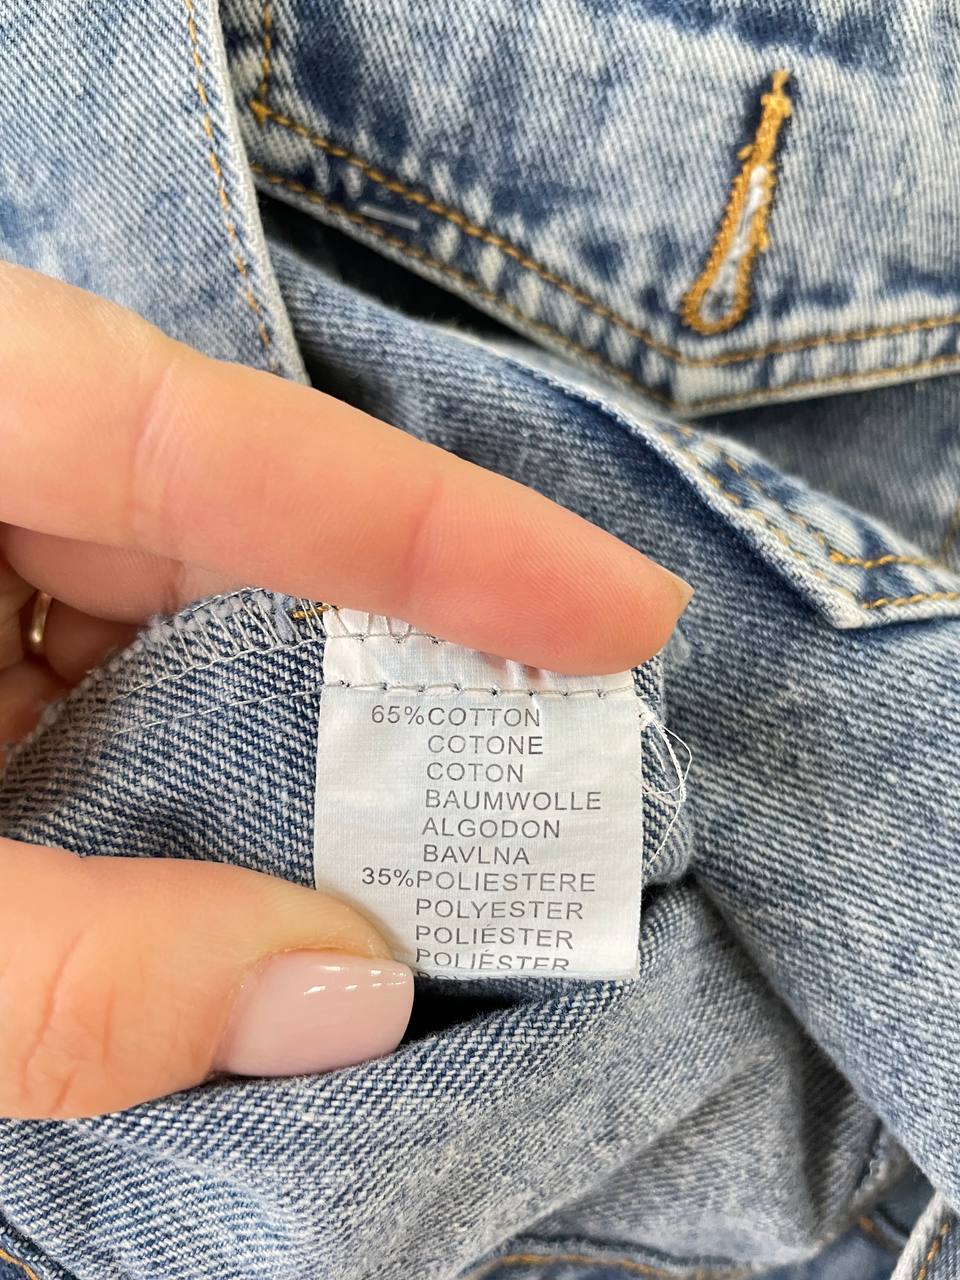 65%COTTON
COTONE
COTON
BAUMWOLLE
ALGODON
BAVLNA
35%POLIESTERE
POLYESTER
POLIÉSTER
POLIÉSTER